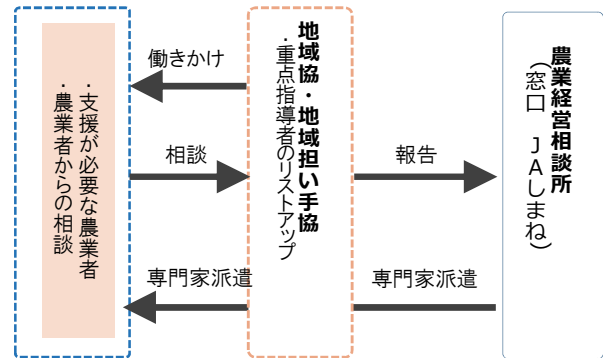 ・支援が必要な農業者
・農業者からの相談
働きかけ
相談
専門家派遣
地域協・地域担い手協
・重点指導者のリストアップ
報告
専門家派遣
農業経営相談所
（窓口　ＪＡしまね）